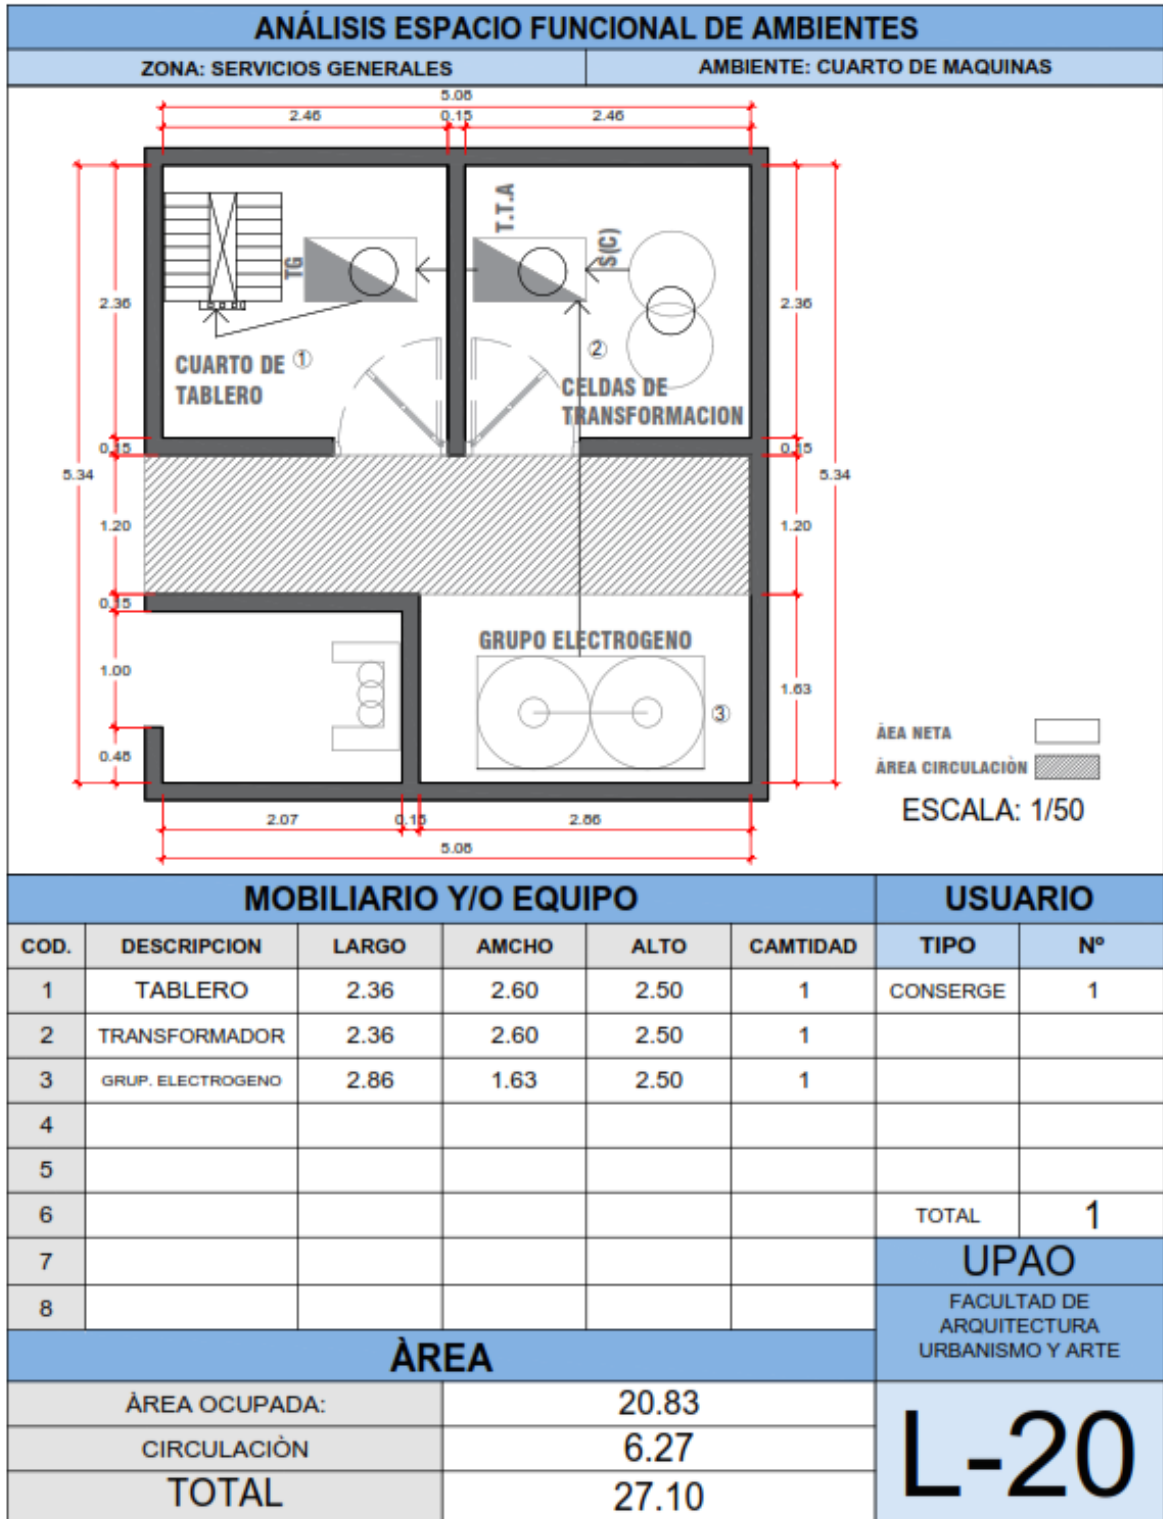 ANÁLISIS ESPACIO FUNCIONAL DE AMBIENTES
ZONA: SERVICIOS GENERALES AMBIENTE: CUARTO DE MAQUINAS
5.06
2.46 0.15 2.46
T.T.A
S(C)
TG
2.36 2.36
CUARTO DE ①
TABLERO
②
CELDAS DE
TRANSFORMACION
0.15 0.15
5.34 5.34
1.20 1.20
0.15
GRUPO ELECTROGENO
1.00 1.63
③
0.46
ÀEA NETA
ÀREA CIRCULACIÒN
ESCALA: 1/50
2.07 0.15 2.86
5.06
MOBILIARIO Y/O EQUIPO USUARIO
COD. DESCRIPCION LARGO AMCHO ALTO CAMTIDAD TIPO Nº
1 TABLERO 2.36 2.60 2.50 1 CONSERGE 1
2 TRANSFORMADOR 2.36 2.60 2.50 1
3 GRUP. ELECTROGENO 2.86 1.63 2.50 1
4
5
6 TOTAL 1
7 UPAO
8 FACULTAD DE
ARQUITECTURA
URBANISMO Y ARTE
ÀREA
ÀREA OCUPADA: 20.83
CIRCULACIÒN 6.27
TOTAL 27.10
L-20